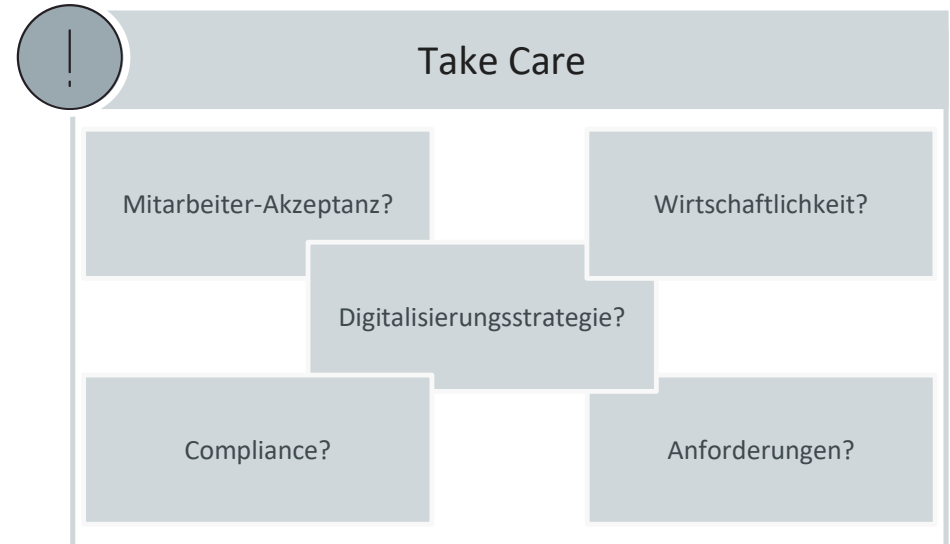 !
Take Care
Mitarbeiter-Akzeptanz?
Wirtschaftlichkeit?
Digitalisierungsstrategie?
Compliance?
Anforderungen?